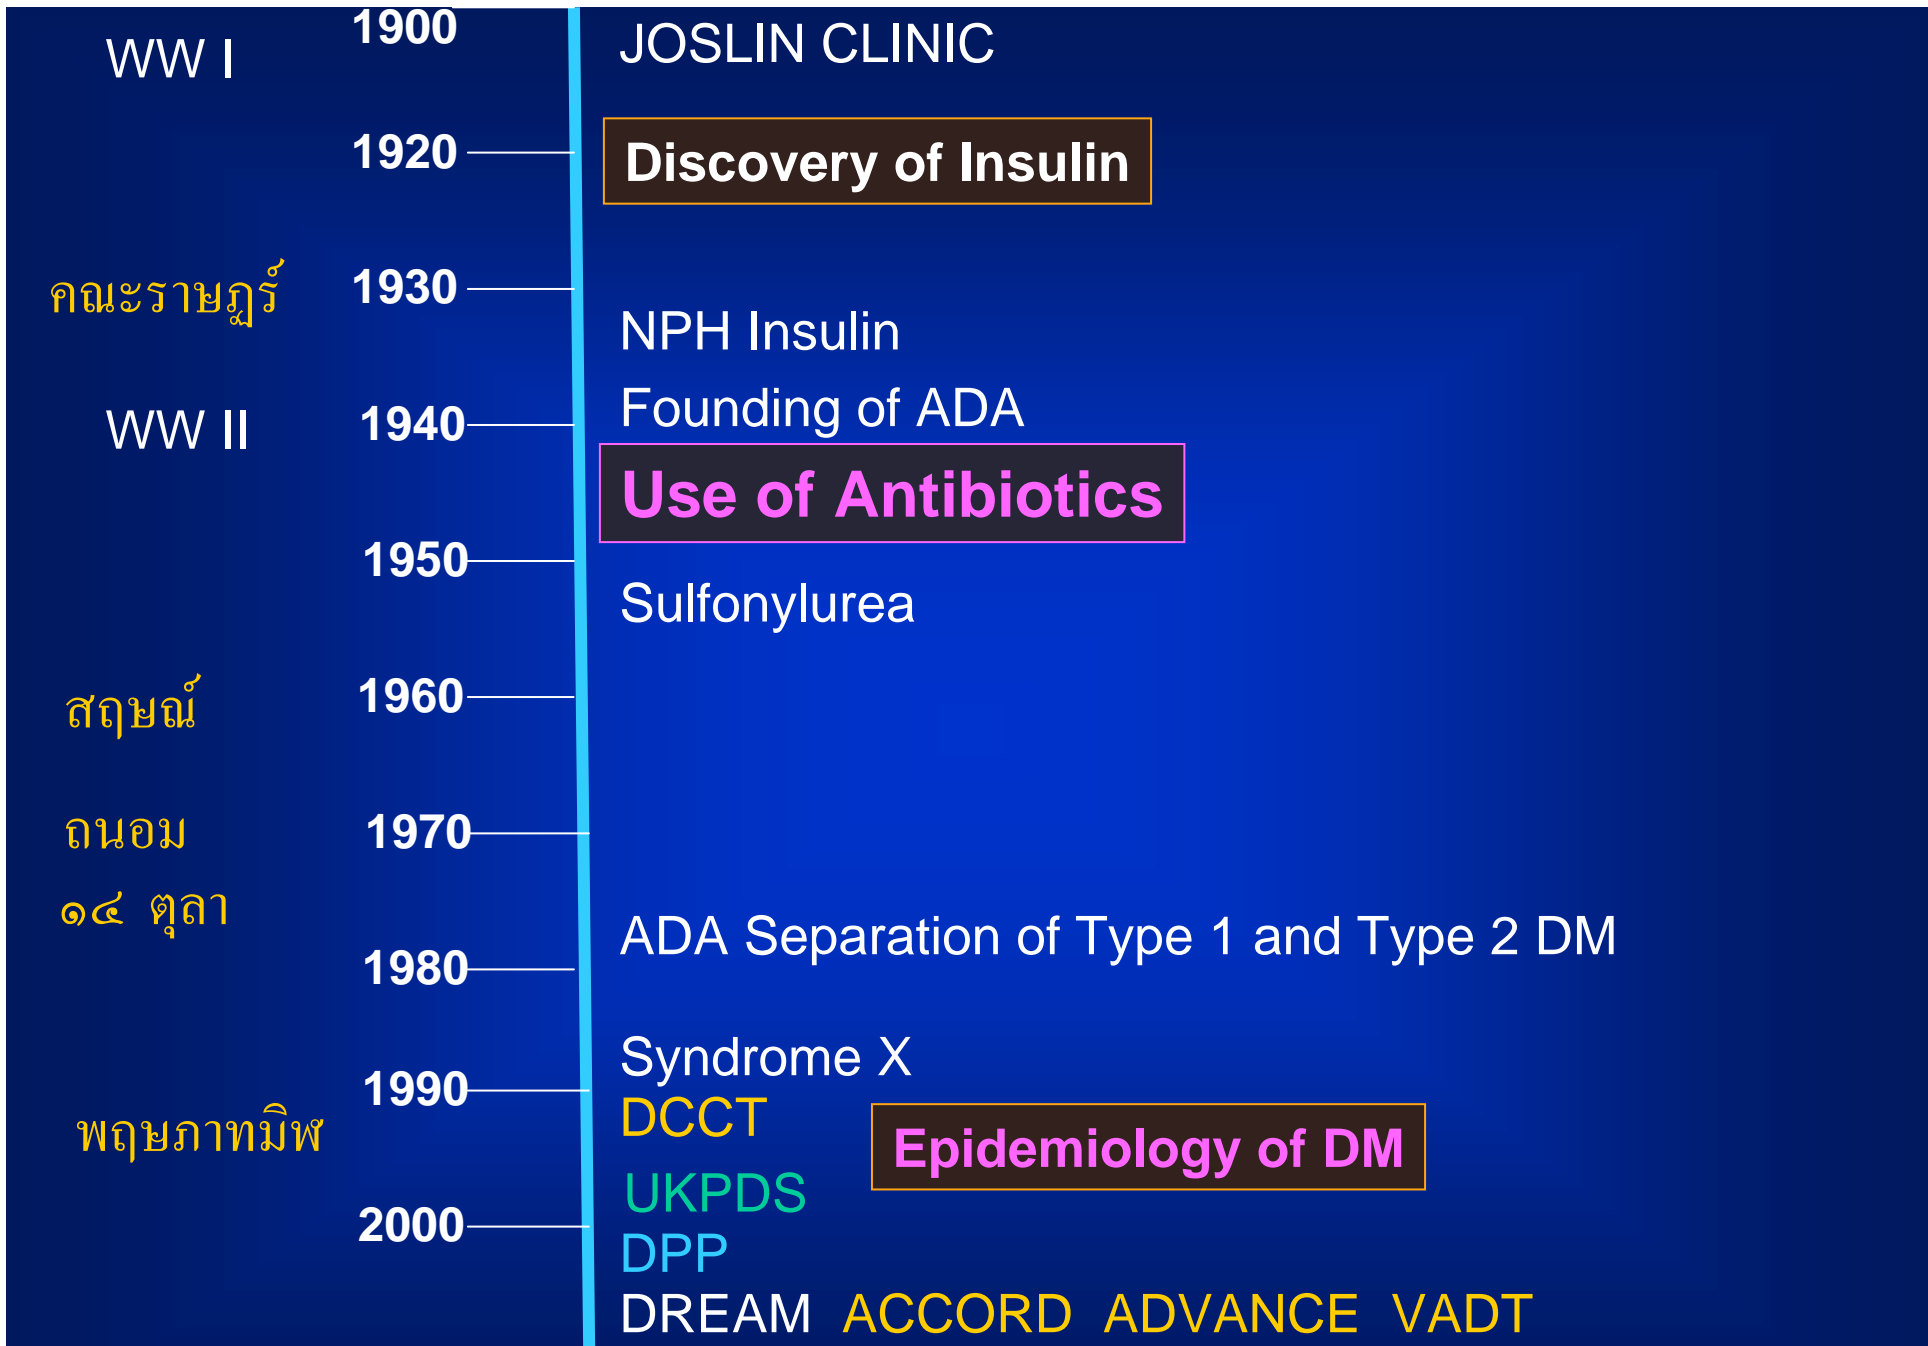 WW I 1900 JOSLIN CLINIC
1920 Discovery of Insulin
คณะราษฎร์ 1930
NPH Insulin
WW II 1940 Founding of ADA
Use of Antibiotics
1950
Sulfonylurea
สฤษณ์ 1960
ถนอม 1970
๑๔ ตุลา
ADA Separation of Type 1 and Type 2 DM
1980
Syndrome X
1990
DCCT
พฤษภาทมิฬ Epidemiology of DM
UKPDS
2000
DPP
DREAM ACCORD ADVANCE VADT